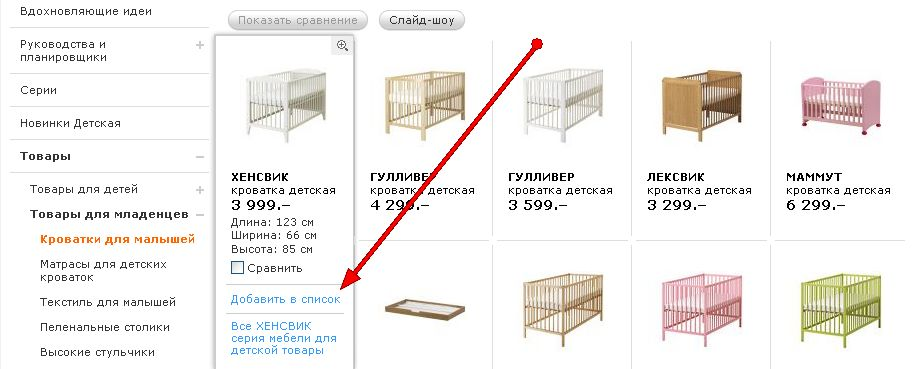 Вдохновляющие идеи
Руководства и
планировщики
Серии
Новинки Детская
Товары
Товары для детей
Товары для младенцев
Кроватки для малышей
Матрасы для детских
кроваток
Текстиль для малышей
Пеленальные столики
Высокие стульчики
Показать сравнение
Слайд-шоу
ХЕНСВИК
кроватка детская
3 999.–
Длина: 123 см
Ширина: 66 см
Высота: 85 см
Сравнить
Добавить в список
Все ХЕНСВИК
серия мебели для
детской товары
ГУЛЛИВЕР
кроватка детская
4 299.–
ГУЛЛИВЕР
кроватка детская
3 599.–
ЛЕКСВИК
кроватка детская
3 299.–
МАММУТ
кроватка детская
6 299.–